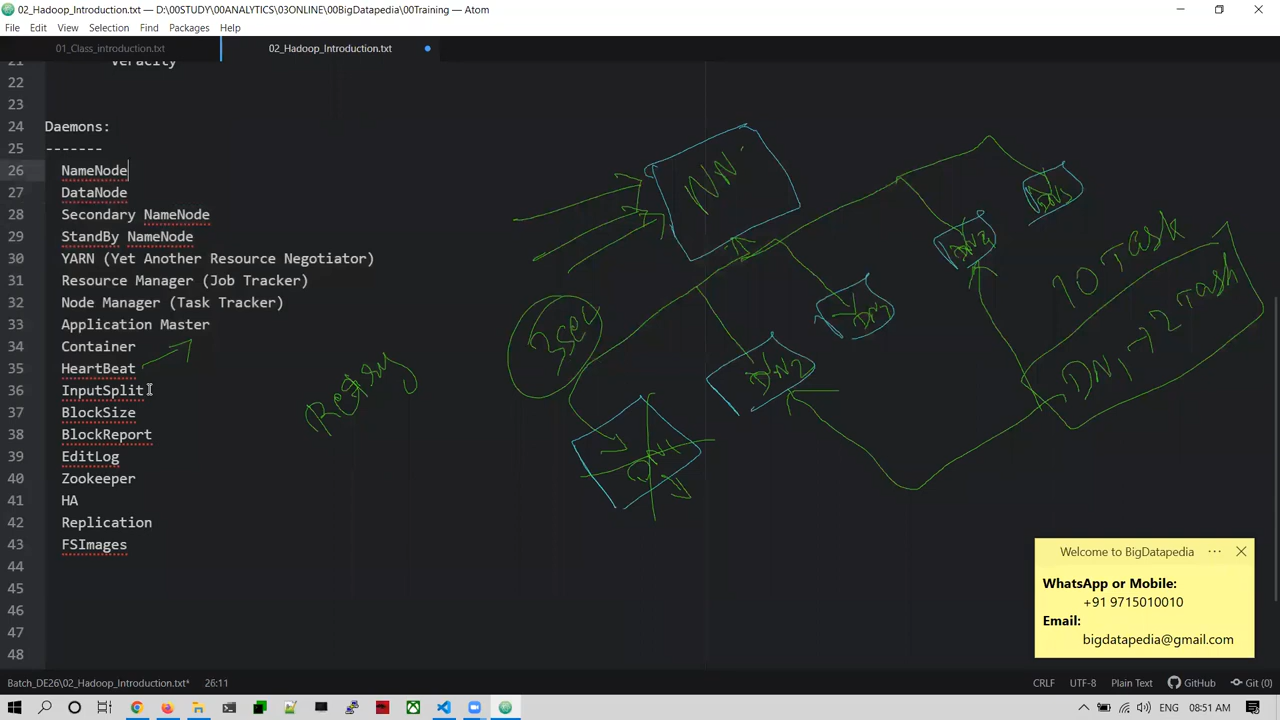 02_Hadoop_Introduction.txt — D:\00STUDY\00ANALYTICS\03ONLINE\00BigDatapedia\00Training — Atom
File Edit View Selection Find Packages Help
01_Class_introduction.txt 02_Hadoop_Introduction.txt
21 Veracity
22
23
24 Daemons:
25 -------
26 NameNode
27 DataNode
28 Secondary NameNode
29 StandBy NameNode
30 YARN (Yet Another Resource Negotiator)
31 Resource Manager (Job Tracker)
32 Node Manager (Task Tracker)
33 Application Master
34 Container
35 HeartBeat
36 InputSplit
37 BlockSize
38 BlockReport
39 EditLog
40 Zookeeper
41 HA
42 Replication
43 FSImages
44
45
46
47
48
NN
3sec
DN2
10 Task
DN1 → 2 Task
Welcome to BigDatapedia ...
WhatsApp or Mobile:
+91 9715010010
Email:
bigdatapedia@gmail.com
Batch_DE26\02_Hadoop_Introduction.txt* 26:11
CRLF UTF-8 Plain Text GitHub Git (0)
ENG 08:51 AM